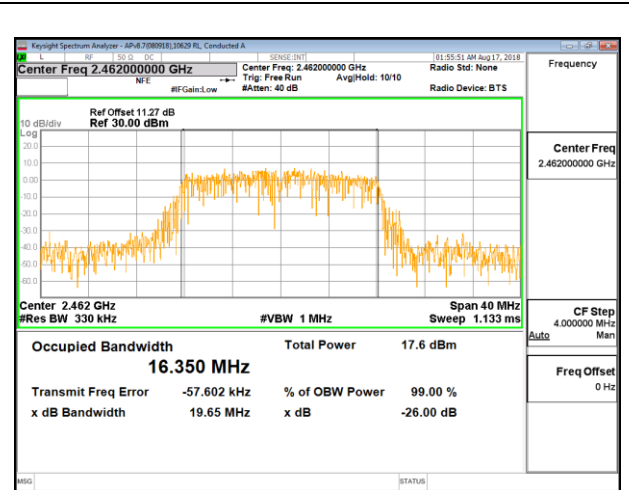 Keysight Spectrum Analyzer - APv8.7(080918),10629 RL, Conducted A
L RF 50 Ω DC SENSE:INT 01:55:51 AM Aug 17, 2018
Center Freq 2.462000000 GHz Center Freq: 2.462000000 GHz Radio Std: None Frequency
NFE Trig: Free Run Avg|Hold: 10/10
#IFGain:Low #Atten: 40 dB Radio Device: BTS
Ref Offset 11.27 dB
10 dB/div Ref 30.00 dBm
Log
20.0
10.0
0.00
-10.0
-20.0
-30.0
-40.0
-50.0
-60.0
Center Freq
2.462000000 GHz
Center 2.462 GHz Span 40 MHz
#Res BW 330 kHz #VBW 1 MHz Sweep 1.133 ms
CF Step
4.000000 MHz
Auto Man
Occupied Bandwidth Total Power 17.6 dBm
16.350 MHz
Freq Offset
0 Hz
Transmit Freq Error -57.602 kHz % of OBW Power 99.00 %
x dB Bandwidth 19.65 MHz x dB -26.00 dB
MSG STATUS